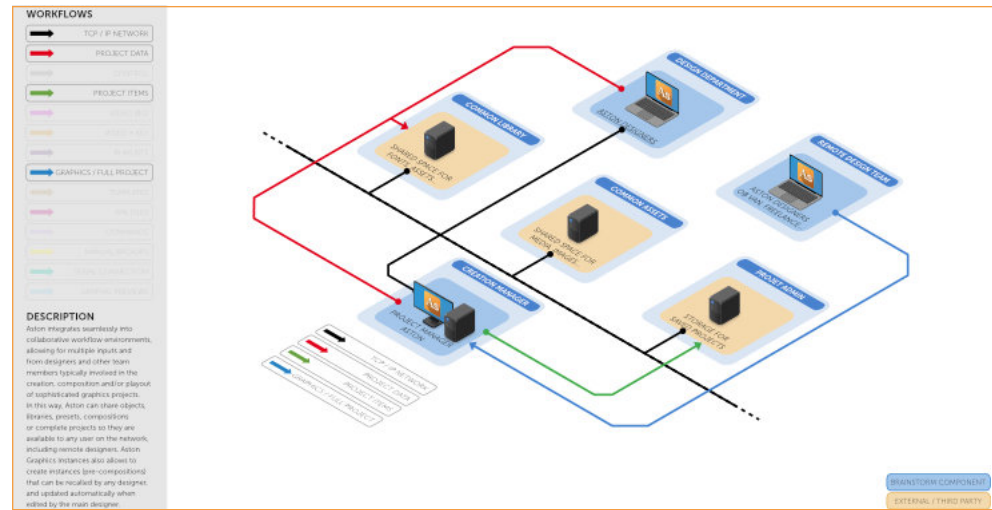 WORKFLOWS
TCP / IP NETWORK
PROJECT DATA
PROJECT ITEMS
GRAPHICS / FULL PROJECT
DESCRIPTION
Aston integrates seamlessly into
collaborative workflow environments,
allowing for multiple inputs and
from designers and other team
members typically involved in the
creation, composition and/or playout
of sophisticated graphics projects.
In this way, Aston can share objects,
libraries, presets, compositions
or complete projects so they are
available to any user on the network,
including remote designers. Aston
Graphics Instances also allows to
create instances (pre-compositions)
that can be recalled by any designer,
and updated automatically when
edited by the main designer.
DESIGN DEPARTMENT
As
ASTON DESIGNERS
COMMON LIBRARY
SHARED SPACE FOR
FONTS, ASSETS...
REMOTE DESIGN TEAM
ASTON DESIGNERS
OB VAN, FREELANCE...
COMMON ASSETS
SHARED SPACE FOR
MEDIA, IMAGES...
CREATION MANAGER
As
PROJECT MANAGER
ASTON
PROJET ADMIN
STORAGE FOR
SAVED PROJECTS
TCP / IP NETWORK
PROJECT DATA
PROJECT ITEMS
GRAPHICS / FULL PROJECT
BRAINSTORM COMPONENT
EXTERNAL / THIRD PARTY